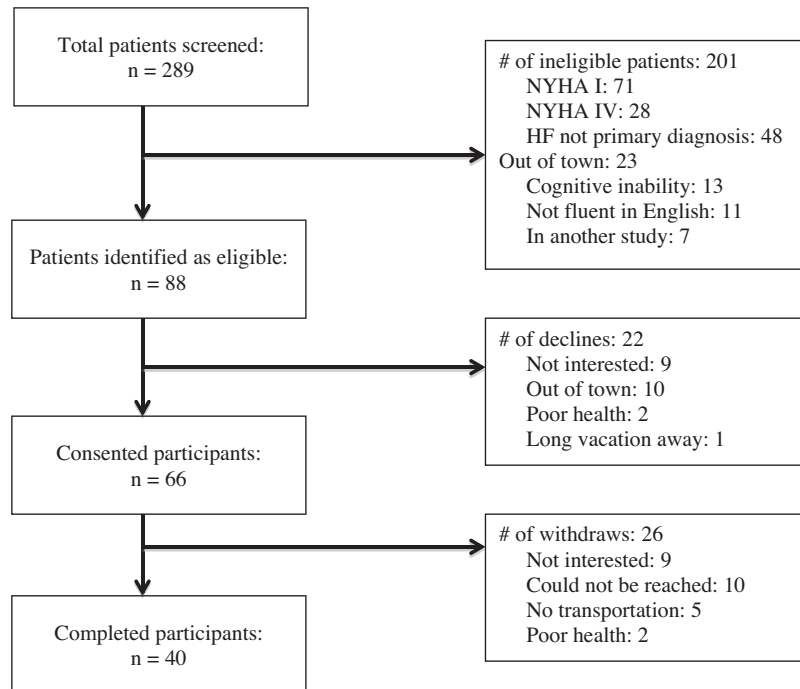 Total patients screened:
n = 289
# of ineligible patients: 201
NYHA I: 71
NYHA IV: 28
HF not primary diagnosis: 48
Out of town: 23
Cognitive inability: 13
Not fluent in English: 11
In another study: 7
Patients identified as eligible:
n = 88
# of declines: 22
Not interested: 9
Out of town: 10
Poor health: 2
Long vacation away: 1
Consented participants:
n = 66
# of withdraws: 26
Not interested: 9
Could not be reached: 10
No transportation: 5
Poor health: 2
Completed participants:
n = 40